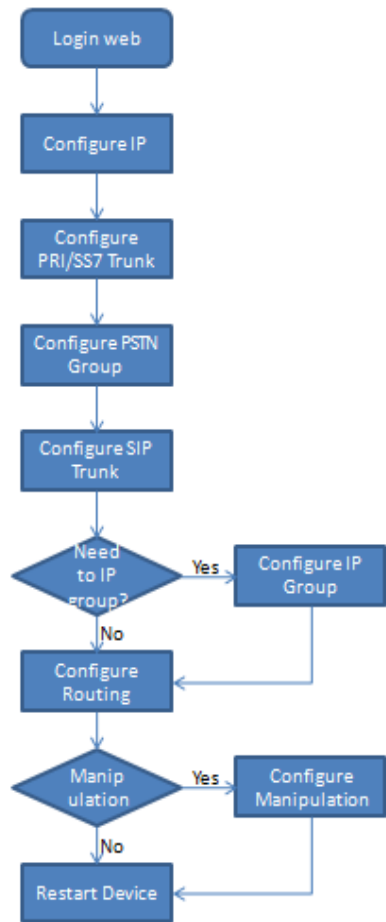 Login web
Configure IP
Configure
PRI/SS7 Trunk
Configure PSTN
Group
Configure SIP
Trunk
Need
to IP
group?
Yes
Configure IP
Group
No
Configure
Routing
Manip
ulation
Yes
Configure
Manipulation
No
Restart Device